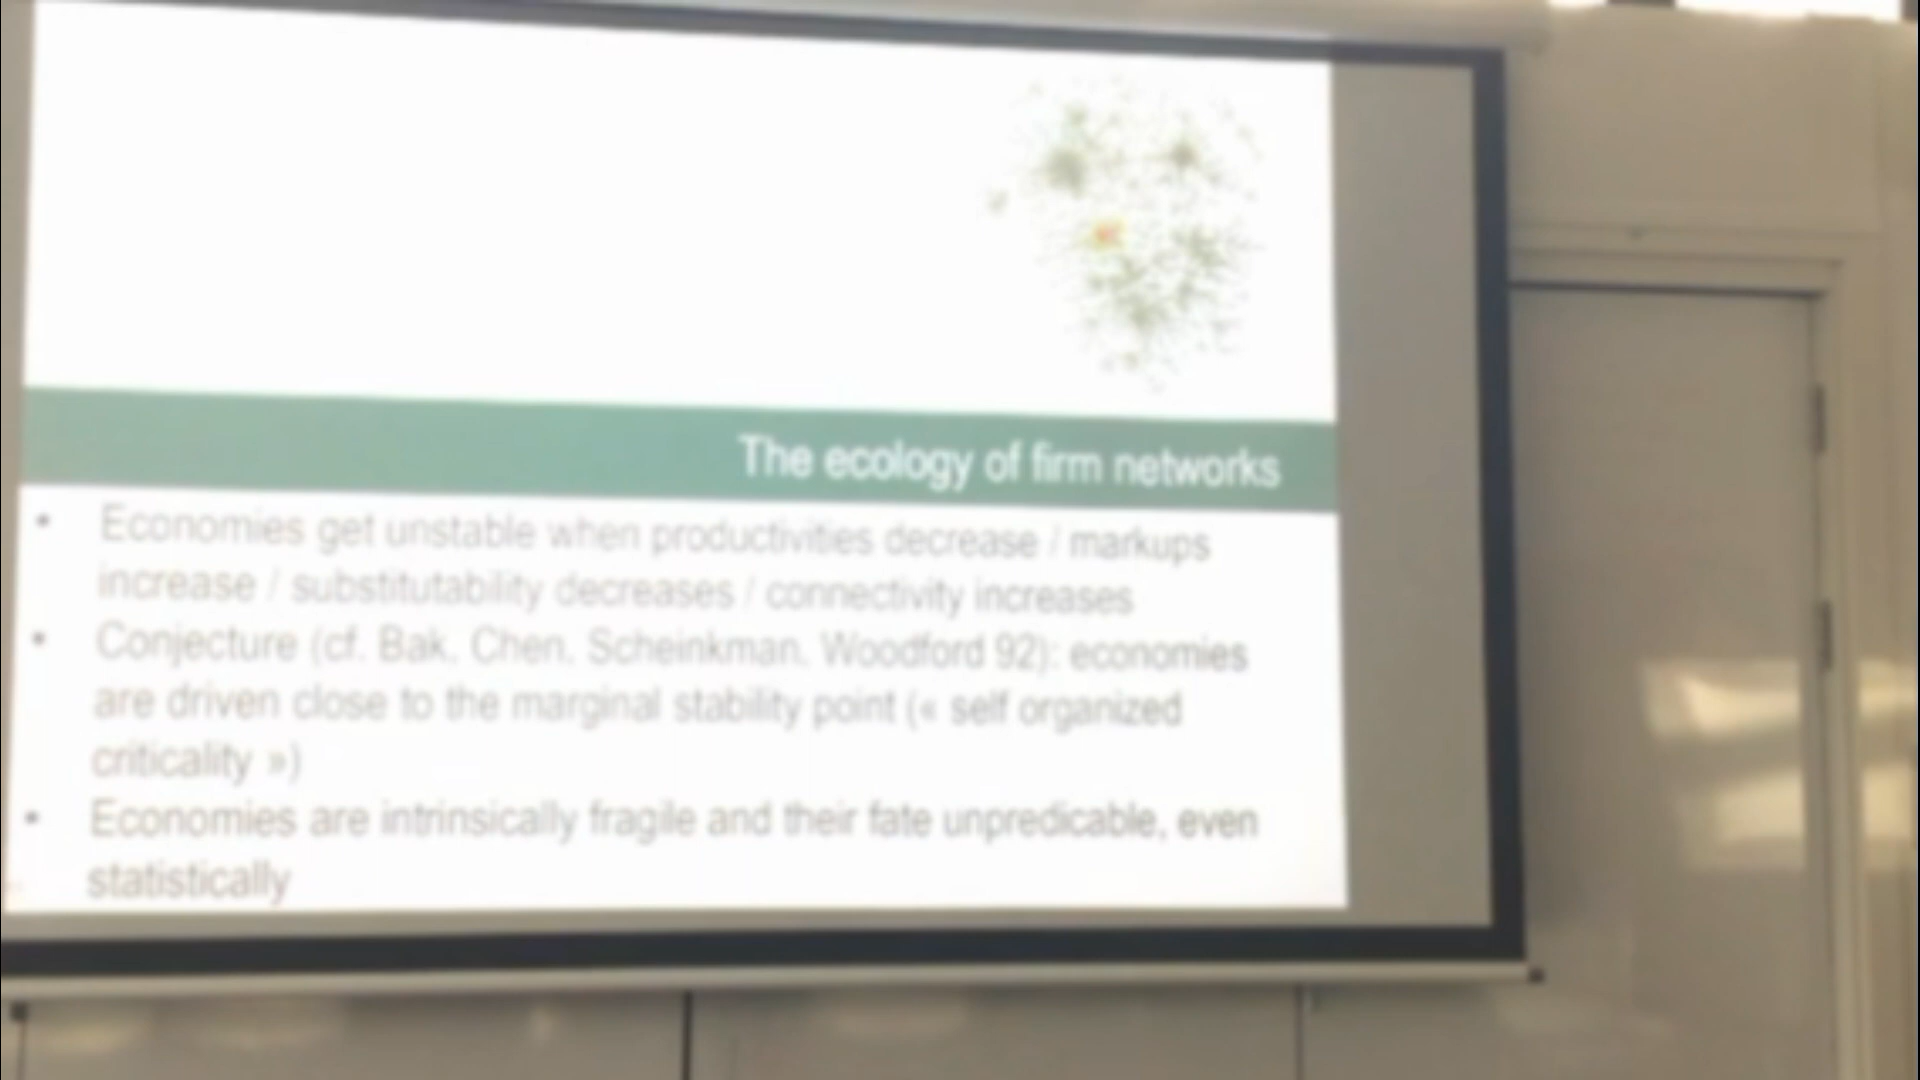 The ecology of firm networks
• Economies get unstable when productivities decrease / markups
increase / substitutability decreases / connectivity increases
• Conjecture (cf. Bak, Chen, Scheinkman, Woodford 92): economies
are driven close to the marginal stability point (« self organized
criticality »)
• Economies are intrinsically fragile and their fate unpredicable, even
statistically